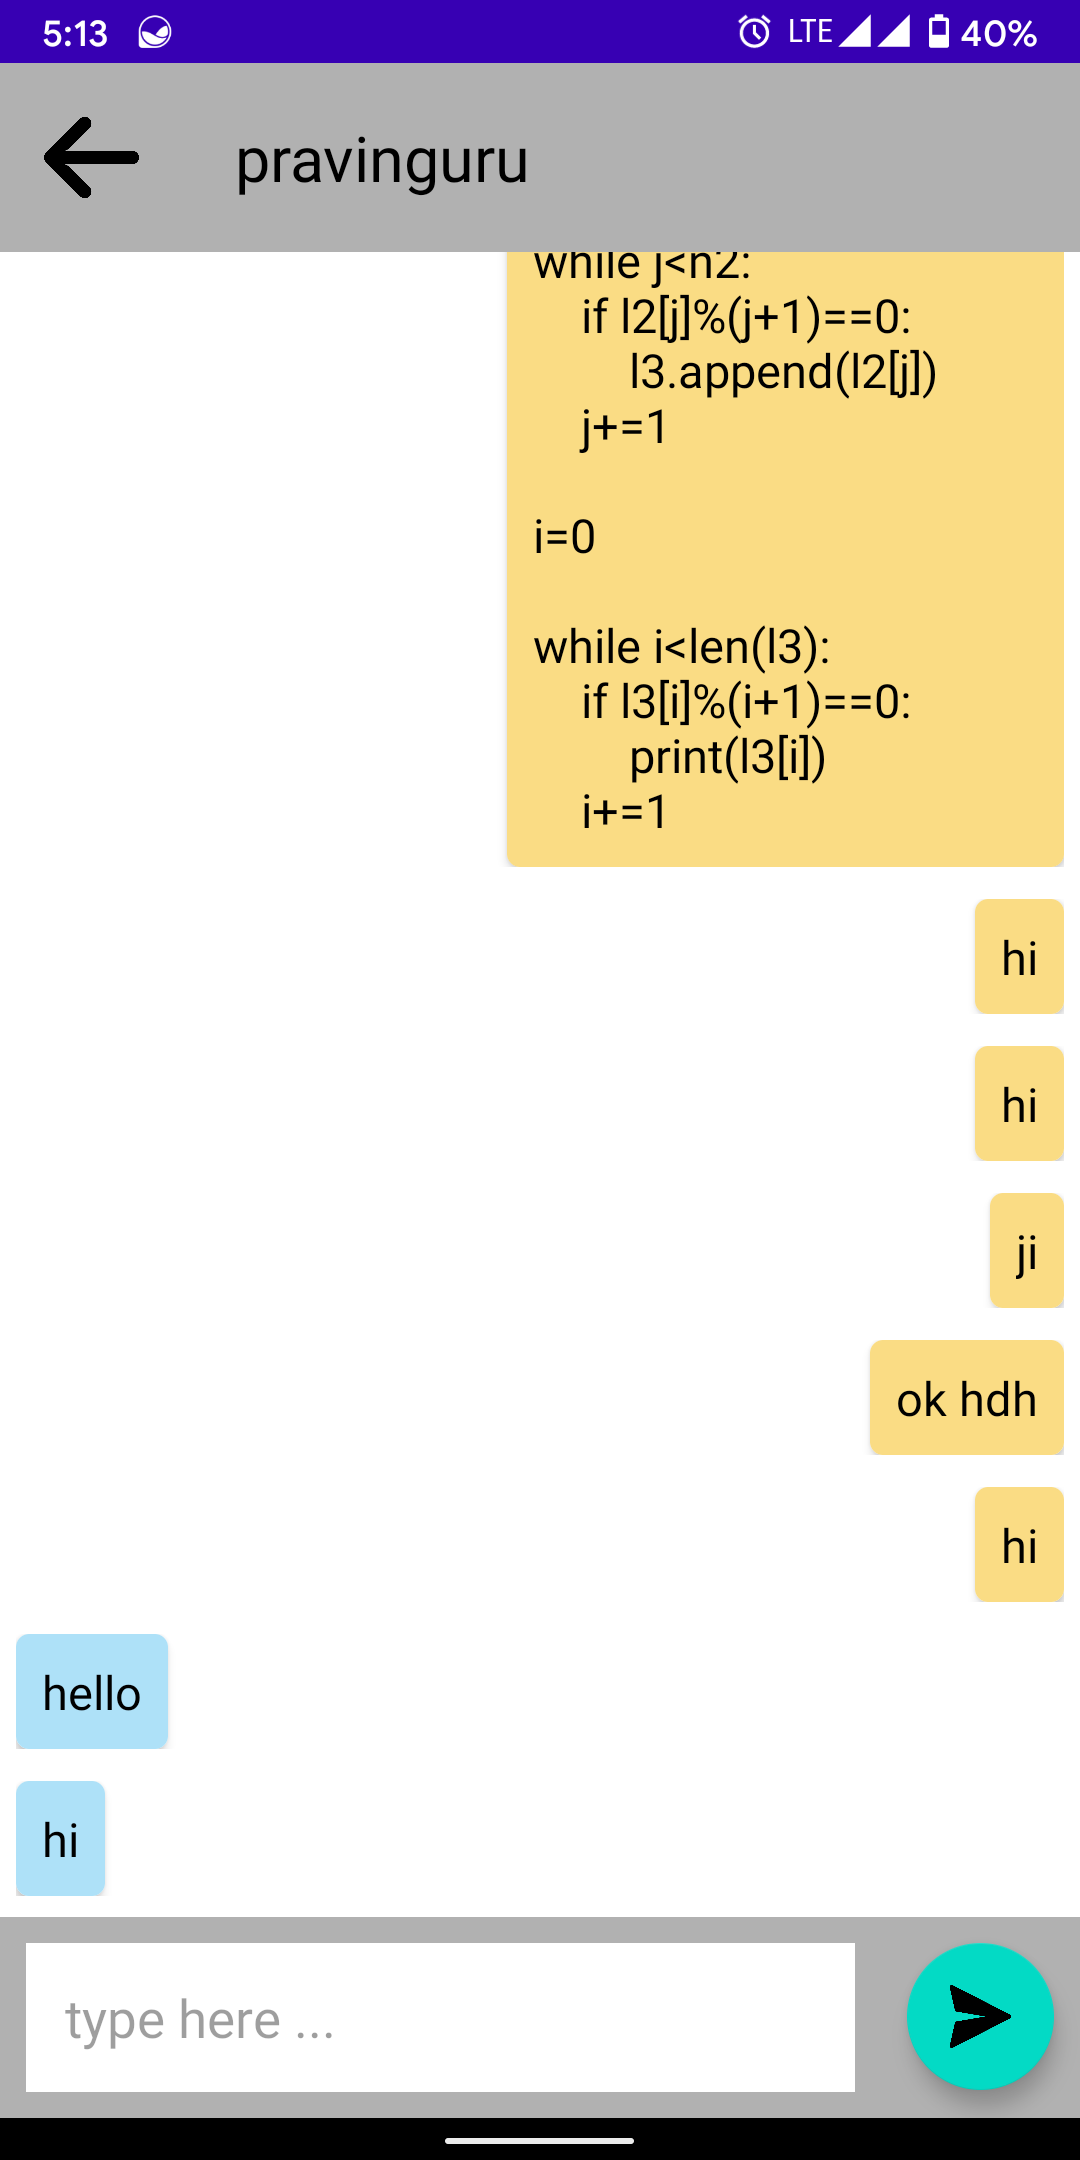 5:13 LTE 40%
pravinguru
while j<n2:
    if l2[j]%(j+1)==0:
        l3.append(l2[j])
    j+=1
i=0
while i<len(l3):
    if l3[i]%(i+1)==0:
        print(l3[i])
    i+=1
hi
hi
ji
ok hdh
hi
hello
hi
type here ...